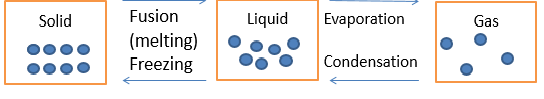 Solid
Fusion
(melting)
Freezing
Liquid
Evaporation
Condensation
Gas